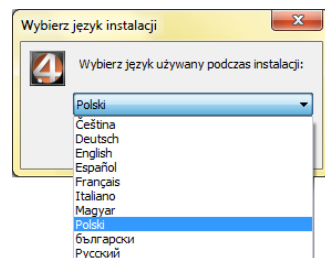 Wybierz język instalacji
Wybierz język używany podczas instalacji:
Polski
Čeština
Deutsch
English
Español
Français
Italiano
Magyar
Polski
български
Русский